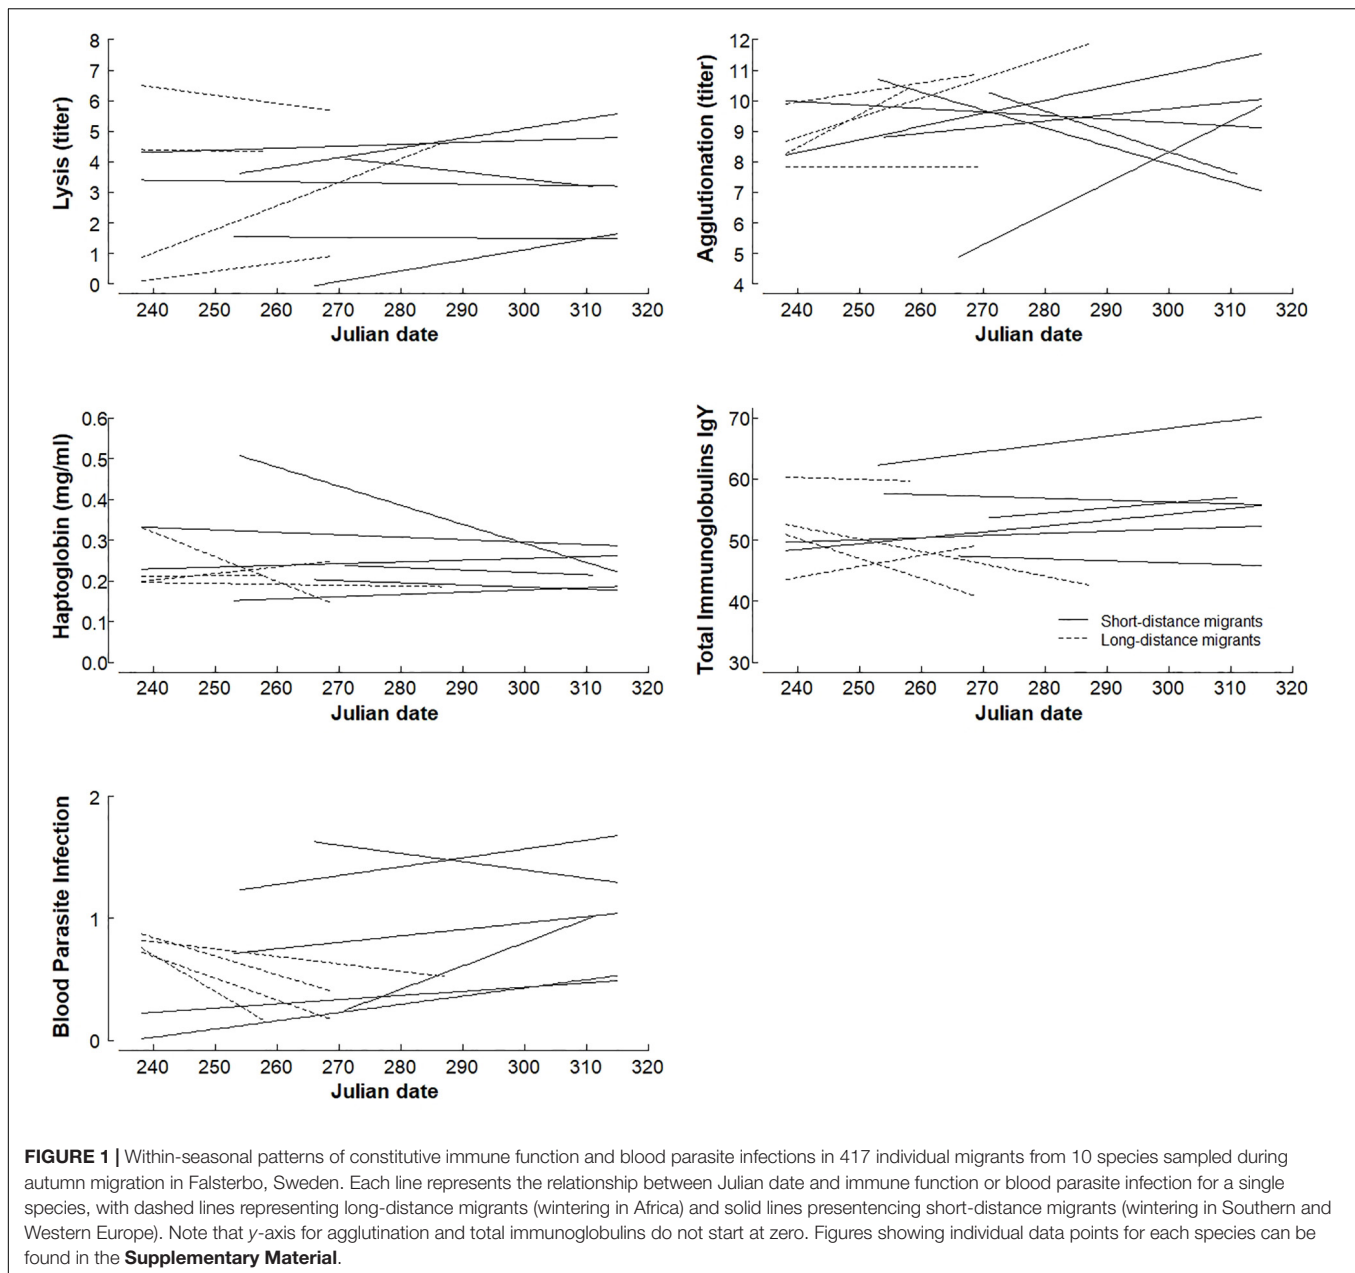 8
7
6
5
4
3
2
1
0
Lysis (titer)
240 250 260 270 280 290 300 310 320
Julian date
12
11
10
9
8
7
6
5
4
Agglutionation (titer)
240 250 260 270 280 290 300 310 320
Julian date
0.6
0.5
0.4
0.3
0.2
0.1
0.0
Haptoglobin (mg/ml)
240 250 260 270 280 290 300 310 320
Julian date
70
60
50
40
30
Total Immunoglobulins IgY
Short-distance migrants
Long-distance migrants
240 250 260 270 280 290 300 310 320
Julian date
2
1
0
Blood Parasite Infection
240 250 260 270 280 290 300 310 320
Julian date
FIGURE 1 | Within-seasonal patterns of constitutive immune function and blood parasite infections in 417 individual migrants from 10 species sampled during
autumn migration in Falsterbo, Sweden. Each line represents the relationship between Julian date and immune function or blood parasite infection for a single
species, with dashed lines representing long-distance migrants (wintering in Africa) and solid lines presentencing short-distance migrants (wintering in Southern and
Western Europe). Note that y-axis for agglutination and total immunoglobulins do not start at zero. Figures showing individual data points for each species can be
found in the Supplementary Material.